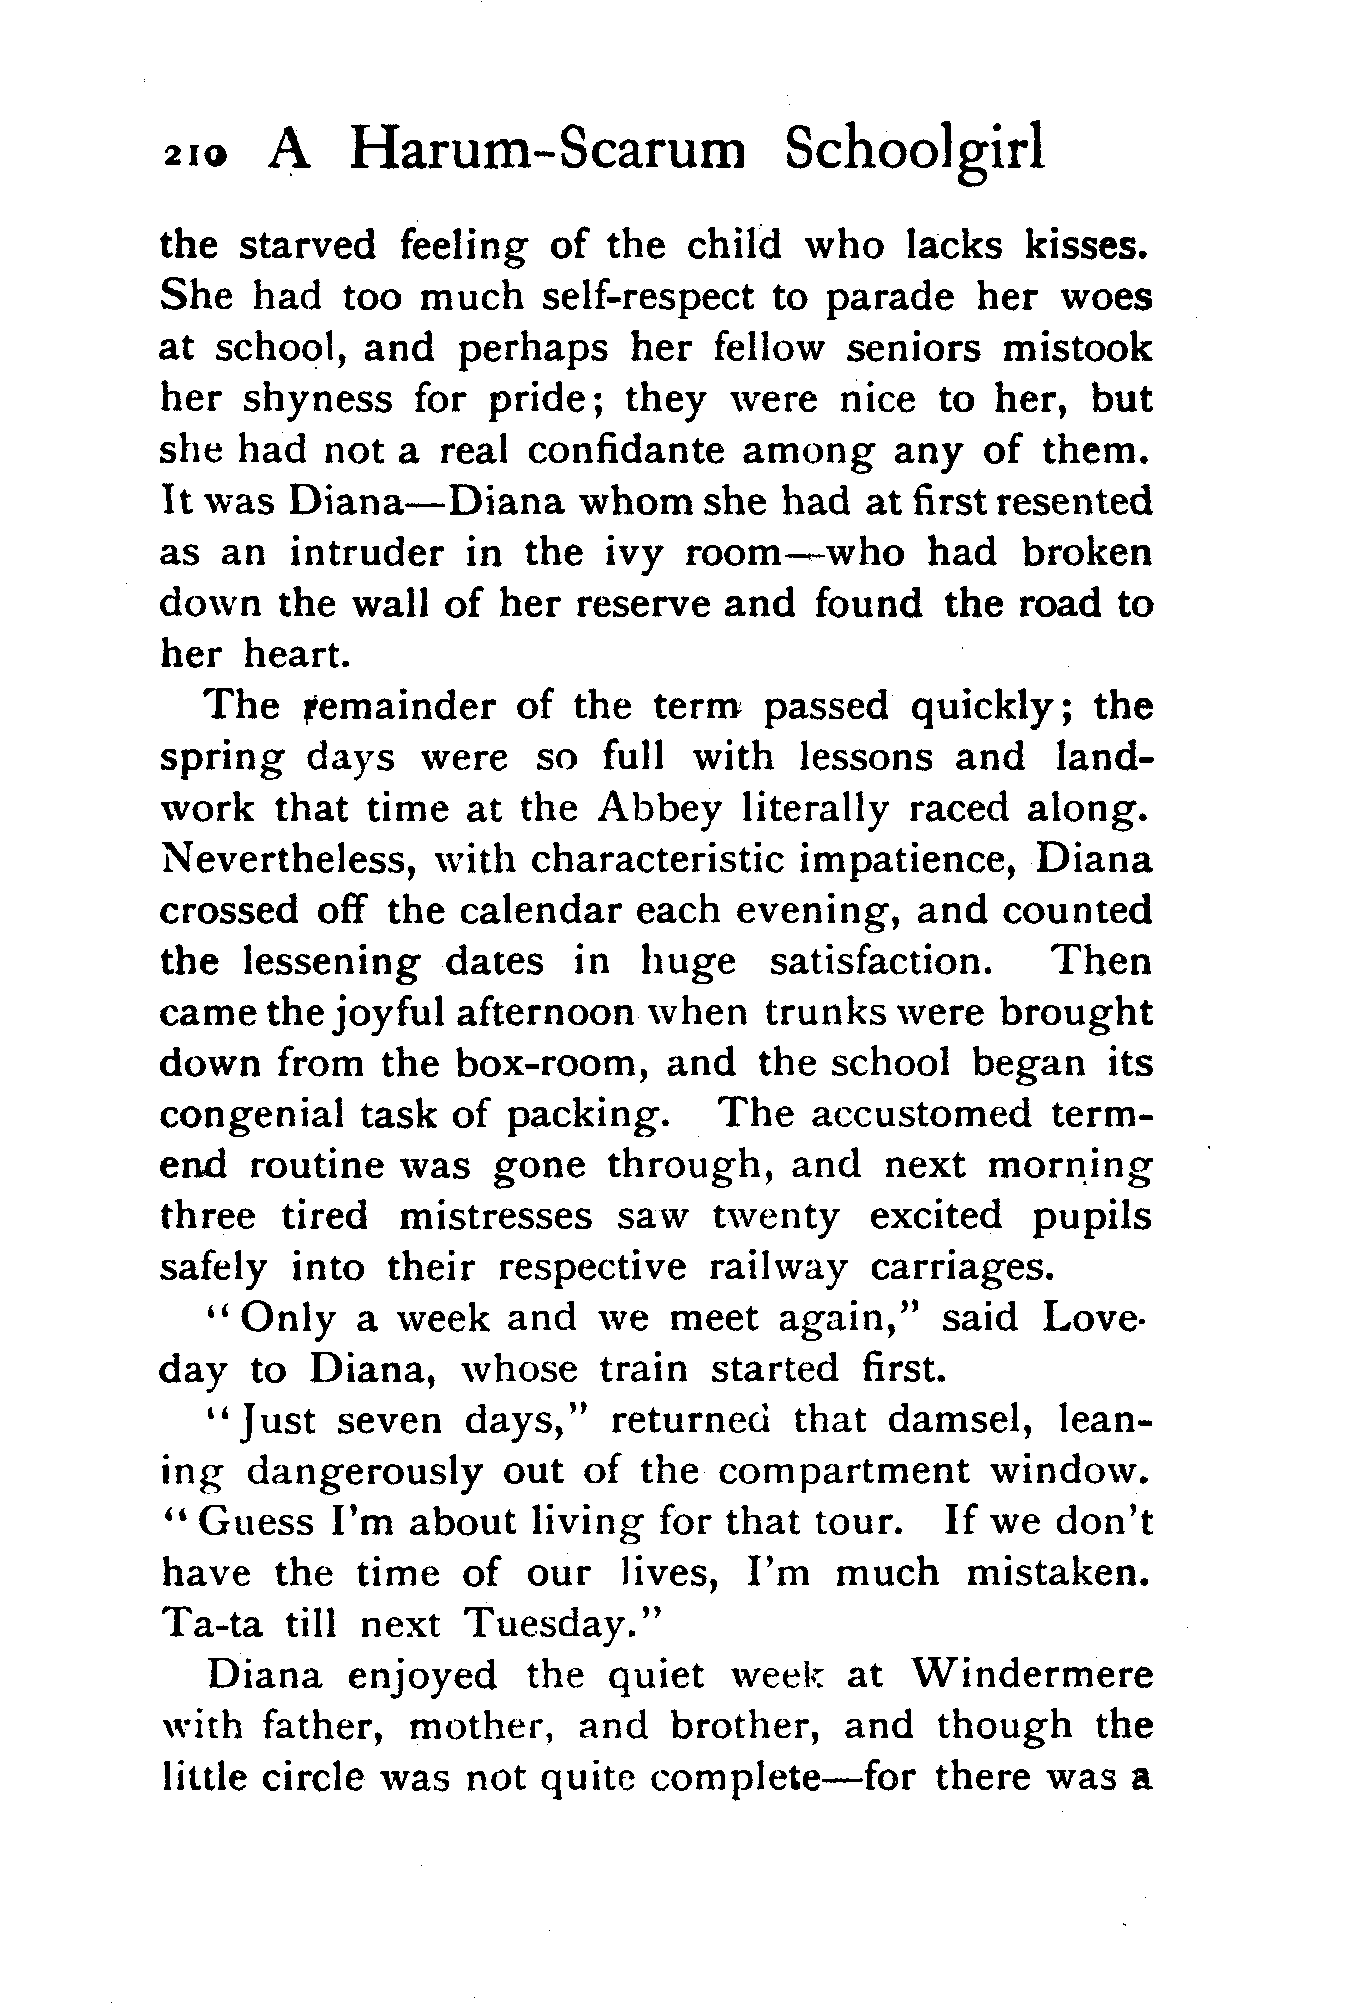 210 A Harum-Scarum Schoolgirl
the starved feeling of the child who lacks kisses.
She had too much self-respect to parade her woes
at school, and perhaps her fellow seniors mistook
her shyness for pride; they were nice to her, but
she had not a real confidante among any of them.
It was Diana—Diana whom she had at first resented
as an intruder in the ivy room—who had broken
down the wall of her reserve and found the road to
her heart.
The remainder of the term passed quickly; the
spring days were so full with lessons and land-
work that time at the Abbey literally raced along.
Nevertheless, with characteristic impatience, Diana
crossed off the calendar each evening, and counted
the lessening dates in huge satisfaction. Then
came the joyful afternoon when trunks were brought
down from the box-room, and the school began its
congenial task of packing. The accustomed term-
end routine was gone through, and next morning
three tired mistresses saw twenty excited pupils
safely into their respective railway carriages.
"Only a week and we meet again," said Love-
day to Diana, whose train started first.
"Just seven days," returned that damsel, lean-
ing dangerously out of the compartment window.
"Guess I'm about living for that tour. If we don't
have the time of our lives, I'm much mistaken.
Ta-ta till next Tuesday."
Diana enjoyed the quiet week at Windermere
with father, mother, and brother, and though the
little circle was not quite complete—for there was a